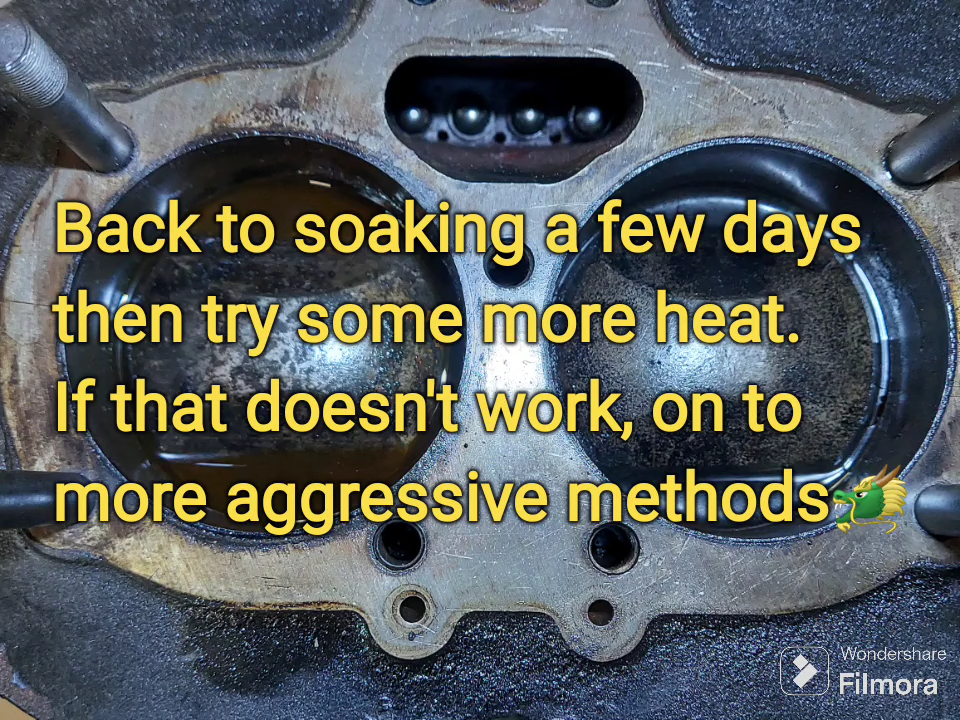 Back to soaking a few days
then try some more heat.
If that doesn't work, on to
more aggressive methods🐲
Wondershare
Filmora